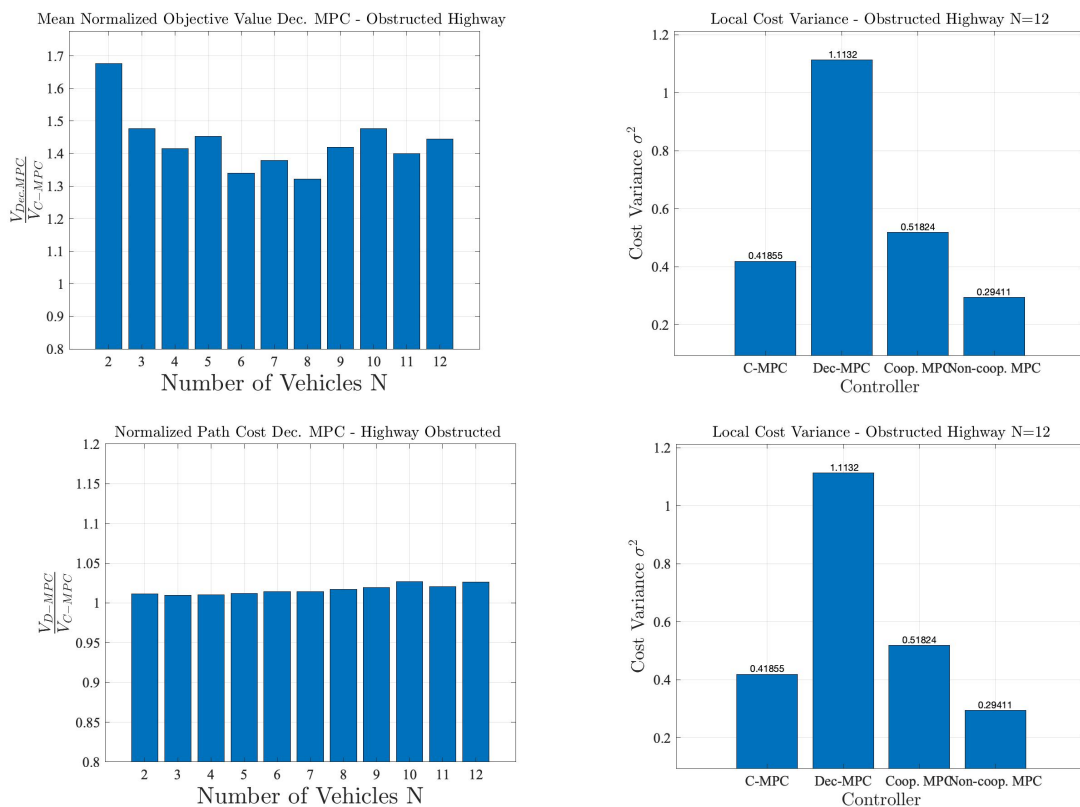 Mean Normalized Objective Value Dec. MPC - Obstructed Highway
1.7
1.6
1.5
1.4
1.3
1.2
1.1
1
0.9
0.8
V_{Dec.MPC}
V_{C-MPC}
2 3 4 5 6 7 8 9 10 11 12
Number of Vehicles N
Local Cost Variance - Obstructed Highway N=12
1.2
1
0.8
0.6
0.4
0.2
Cost Variance σ²
0.41855
1.1132
0.51824
0.29411
C-MPC Dec-MPC Coop. MPC Non-coop. MPC
Controller
Normalized Path Cost Dec. MPC - Highway Obstructed
1.2
1.15
1.1
1.05
1
0.95
0.9
0.85
0.8
V_{D-MPC}
V_{C-MPC}
2 3 4 5 6 7 8 9 10 11 12
Number of Vehicles N
Local Cost Variance - Obstructed Highway N=12
1.2
1
0.8
0.6
0.4
0.2
Cost Variance σ²
0.41855
1.1132
0.51824
0.29411
C-MPC Dec-MPC Coop. MPC Non-coop. MPC
Controller